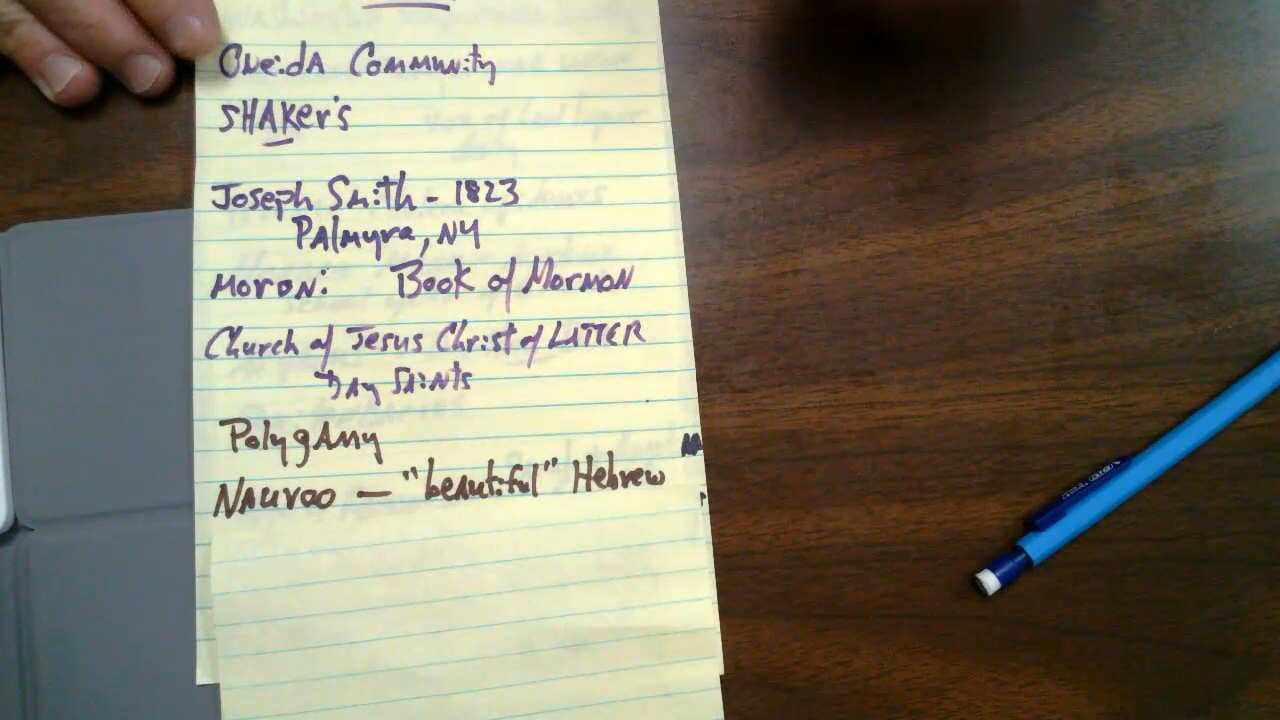 Oneida Community
SHAKer's
Joseph Smith - 1823
Palmyra, NY
Moroni Book of Mormon
Church of Jesus Christ of LATTER
Day Saints
Polygamy
Nauvoo — "beautiful" Hebrew